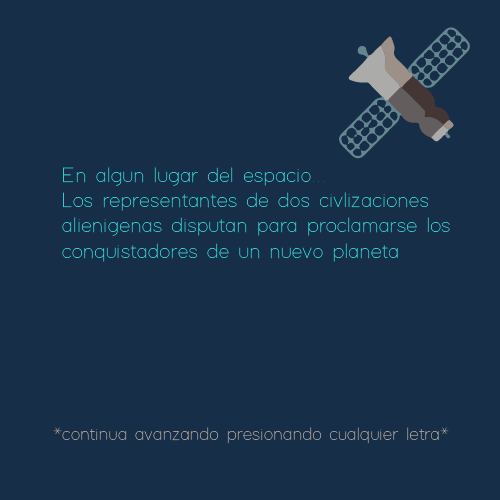 En algun lugar del espacio...
Los representantes de dos civlizaciones
alienigenas disputan para proclamarse los
conquistadores de un nuevo planeta
*continua avanzando presionando cualquier letra*